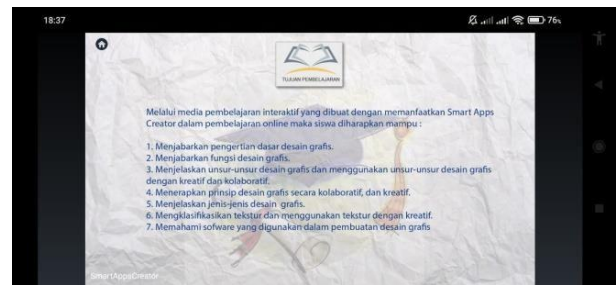 18:37
76%
TUJUAN PEMBELAJARAN
Melalui media pembelajaran interaktif yang dibuat dengan memanfaatkan Smart Apps
Creator dalam pembelajaran online maka siswa diharapkan mampu :
1. Menjabarkan pengertian dasar desain grafis.
2. Menjabarkan fungsi desain grafis.
3. Menjelaskan unsur-unsur desain grafis dan menggunakan unsur-unsur desain grafis
dengan kreatif dan kolaboratif.
4. Menerapkan prinsip desain grafis secara kolaboratif, dan kreatif.
5. Menjelaskan jenis-jenis desain grafis.
6. Mengklasifikasikan tekstur dan menggunakan tekstur dengan kreatif.
7. Memahami sofware yang digunakan dalam pembuatan desain grafis
SmartAppsCreator